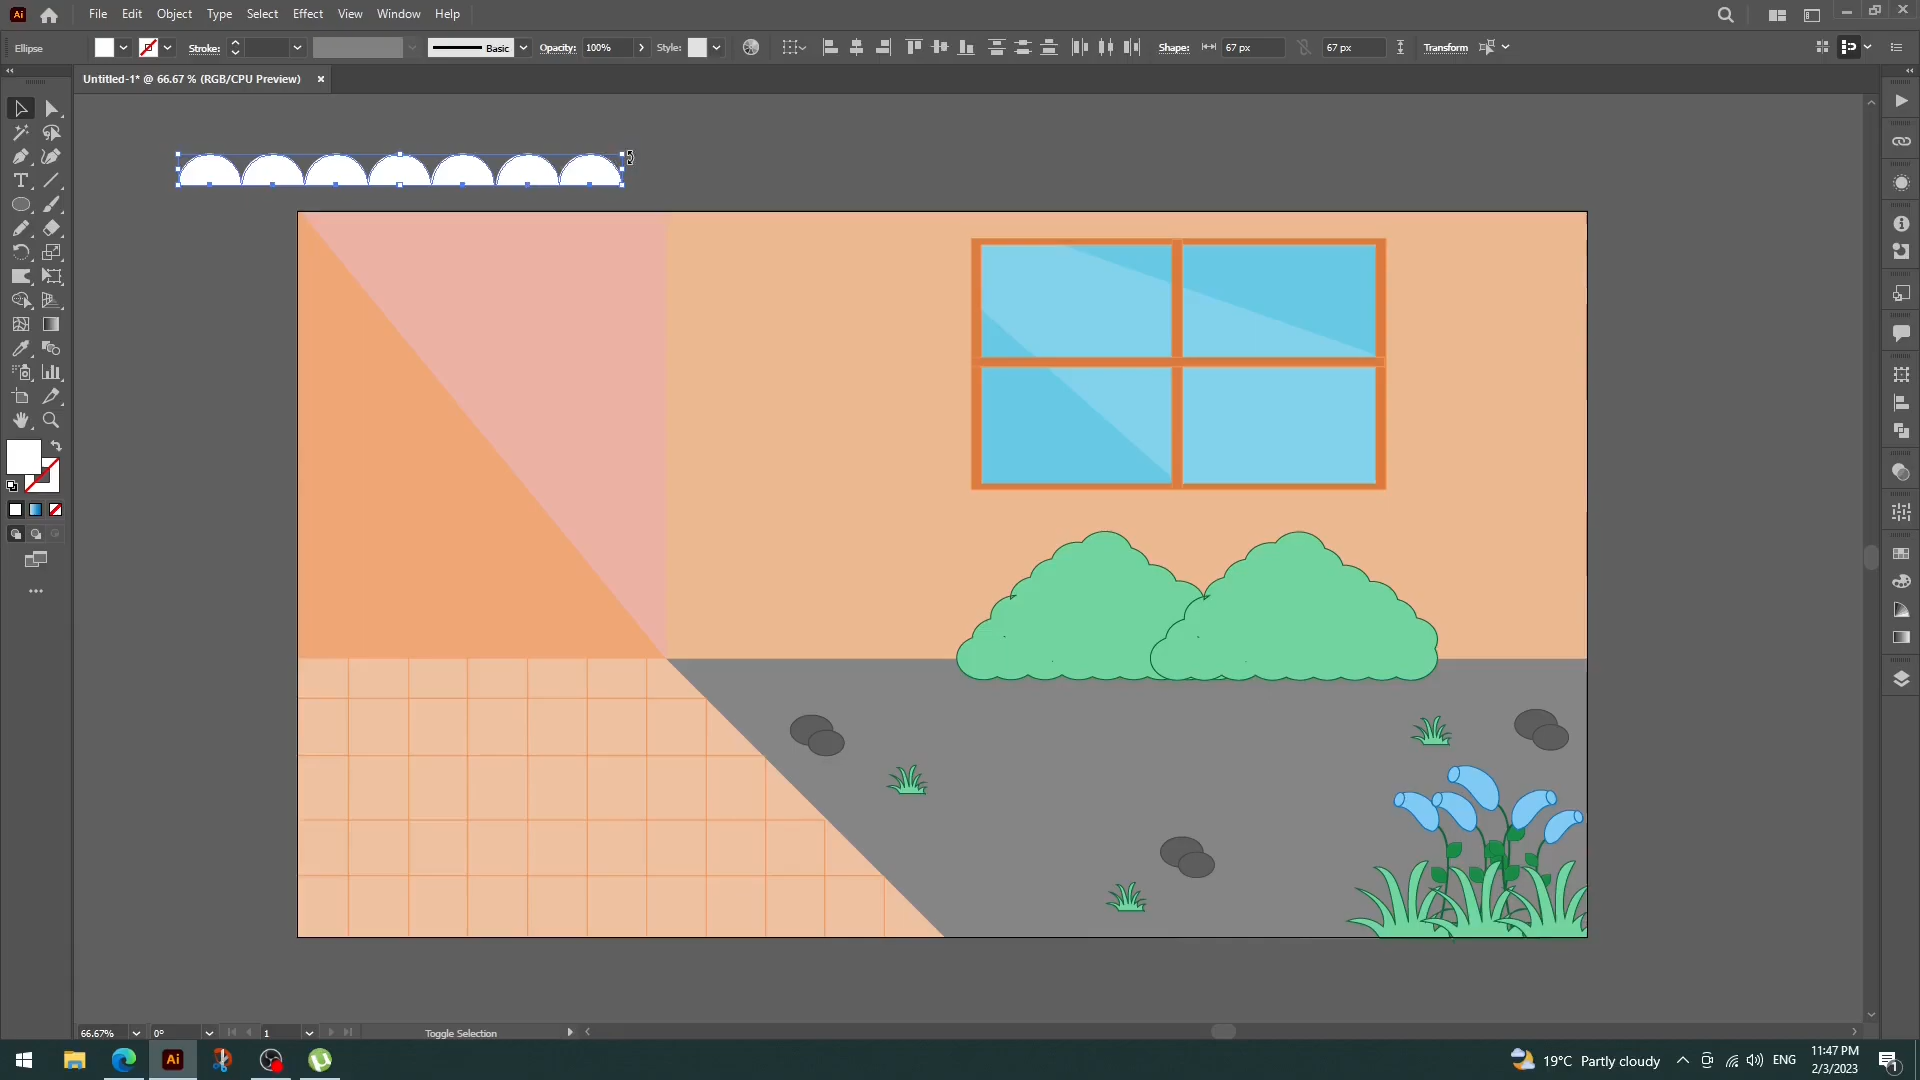 Ai File Edit Object Type Select Effect View Window Help
Ellipse Stroke: Basic Opacity: 100% Style: Shape: 67 px 67 px Transform
Untitled-1* @ 66.67 % (RGB/CPU Preview) ×
66.67% 0° 1 Toggle Selection
Ai 19°C Partly cloudy ENG 11:47 PM
2/3/2023 1